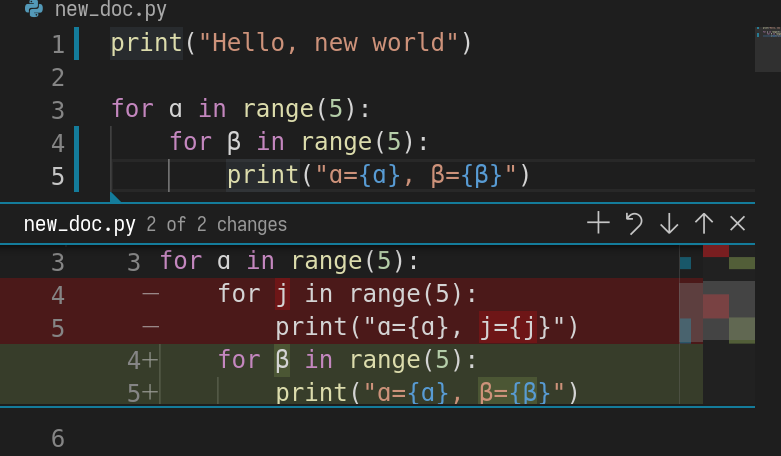 new_doc.py
1 print("Hello, new world")
2
3 for ɑ in range(5):
4 for β in range(5):
5 print("ɑ={ɑ}, β={β}")
new_doc.py 2 of 2 changes
3 3 for ɑ in range(5):
4 − for j in range(5):
5 − print("ɑ={ɑ}, j={j}")
4+ for β in range(5):
5+ print("ɑ={ɑ}, β={β}")
6